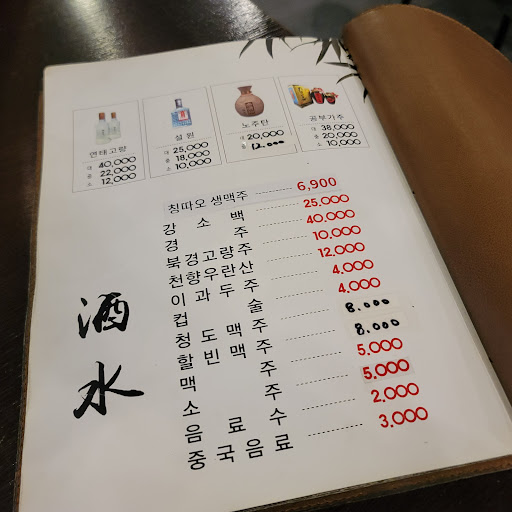 연태고량
대 40,000
중 22,000
소 12,000
설원
대 25,000
중 18,000
소 10,000
노주탄
대 20,000
중 12.000
공부가주
대 38,000
중 20,000
소 10,000
칭따오 생맥주 ............ 6,900
강 소 백 ............ 25,000
경 주 ............ 40,000
북경고량주 ............ 10,000
천향우란산 ............ 12,000
이 과 두 주 ............ 4,000
컵 술 ............ 4,000
청 도 맥 주 ............ 8.000
할 빈 맥 주 ............ 8.000
맥 주 ............ 5,000
소 주 ............ 5,000
음 료 수 ............ 2,000
중국음료 ............ 3,000
酒水